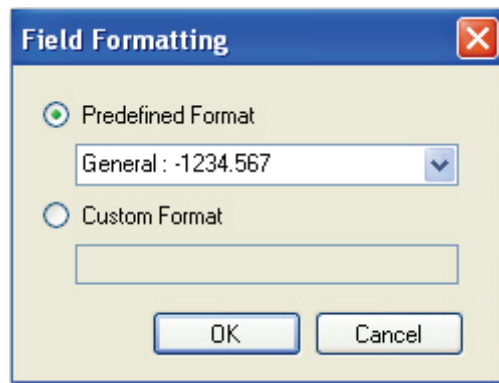 Field Formatting
Predefined Format
General : -1234.567
Custom Format
OK Cancel